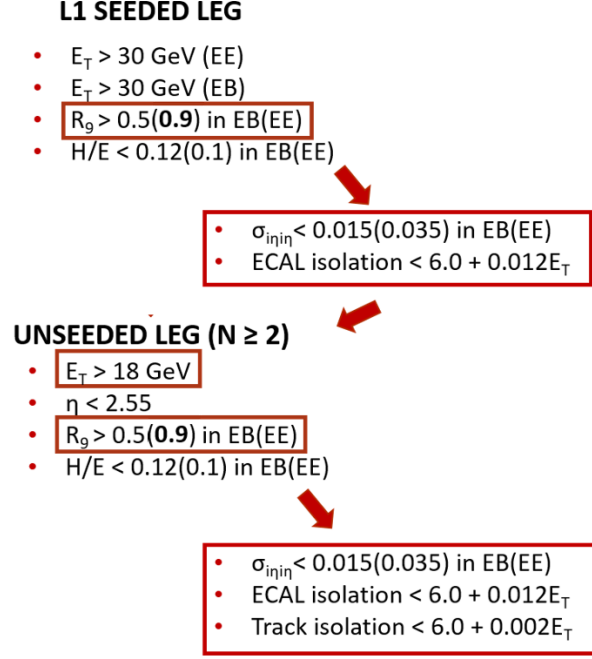 L1 SEEDED LEG
• E_T > 30 GeV (EE)
• E_T > 30 GeV (EB)
• R₉ > 0.5(0.9) in EB(EE)
• H/E < 0.12(0.1) in EB(EE)
• σ_iηiη < 0.015(0.035) in EB(EE)
• ECAL isolation < 6.0 + 0.012E_T
UNSEEDED LEG (N ≥ 2)
• E_T > 18 GeV
• η < 2.55
• R₉ > 0.5(0.9) in EB(EE)
• H/E < 0.12(0.1) in EB(EE)
• σ_iηiη < 0.015(0.035) in EB(EE)
• ECAL isolation < 6.0 + 0.012E_T
• Track isolation < 6.0 + 0.002E_T